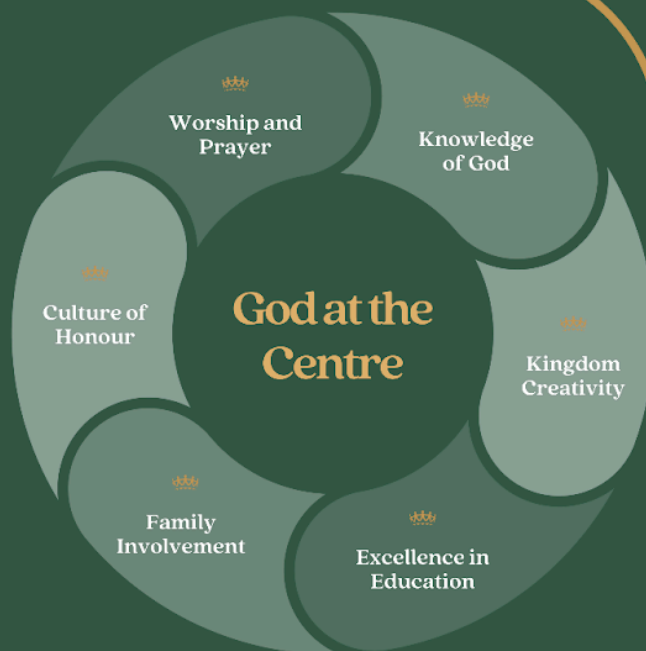 Worship and
Prayer
Knowledge
of God
Culture of
Honour
God at the
Centre
Kingdom
Creativity
Family
Involvement
Excellence in
Education